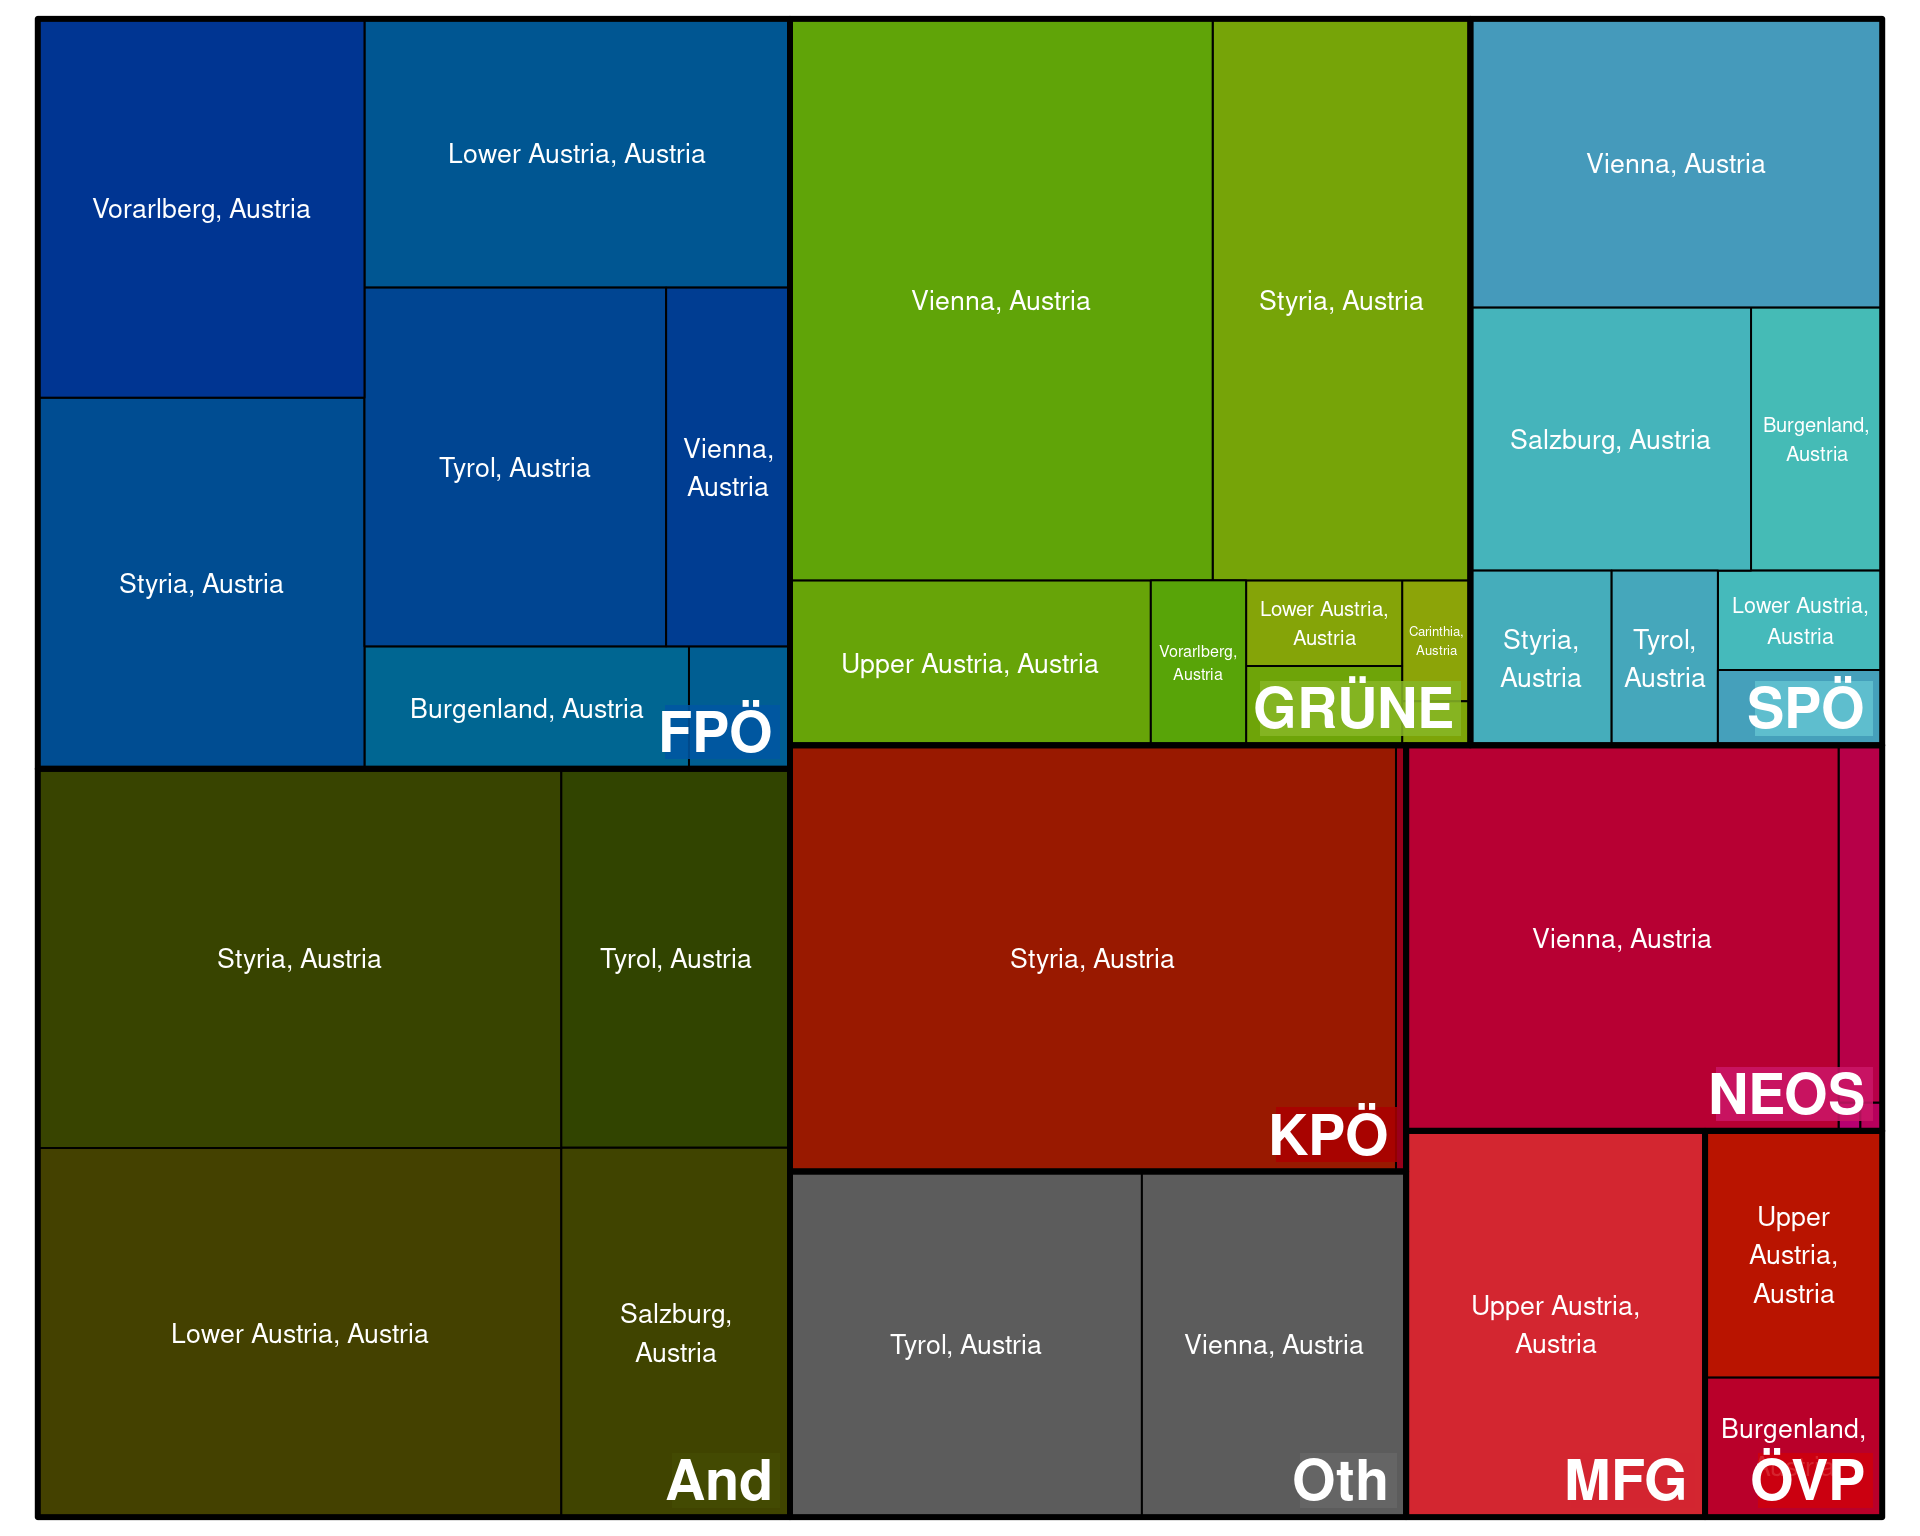 Vorarlberg, Austria
Lower Austria, Austria
Styria, Austria
Tyrol, Austria
Vienna,
Austria
Burgenland, Austria
FPÖ
Vienna, Austria
Styria, Austria
Upper Austria, Austria
Vorarlberg,
Austria
Lower Austria,
Austria
Carinthia,
Austria
GRÜNE
Vienna, Austria
Salzburg, Austria
Burgenland,
Austria
Styria,
Austria
Tyrol,
Austria
Lower Austria,
Austria
SPÖ
Styria, Austria
Tyrol, Austria
Lower Austria, Austria
Salzburg,
Austria
And
Styria, Austria
KPÖ
Vienna, Austria
NEOS
Tyrol, Austria
Vienna, Austria
Oth
Upper Austria,
Austria
MFG
Upper
Austria,
Austria
Burgenland,
ÖVP